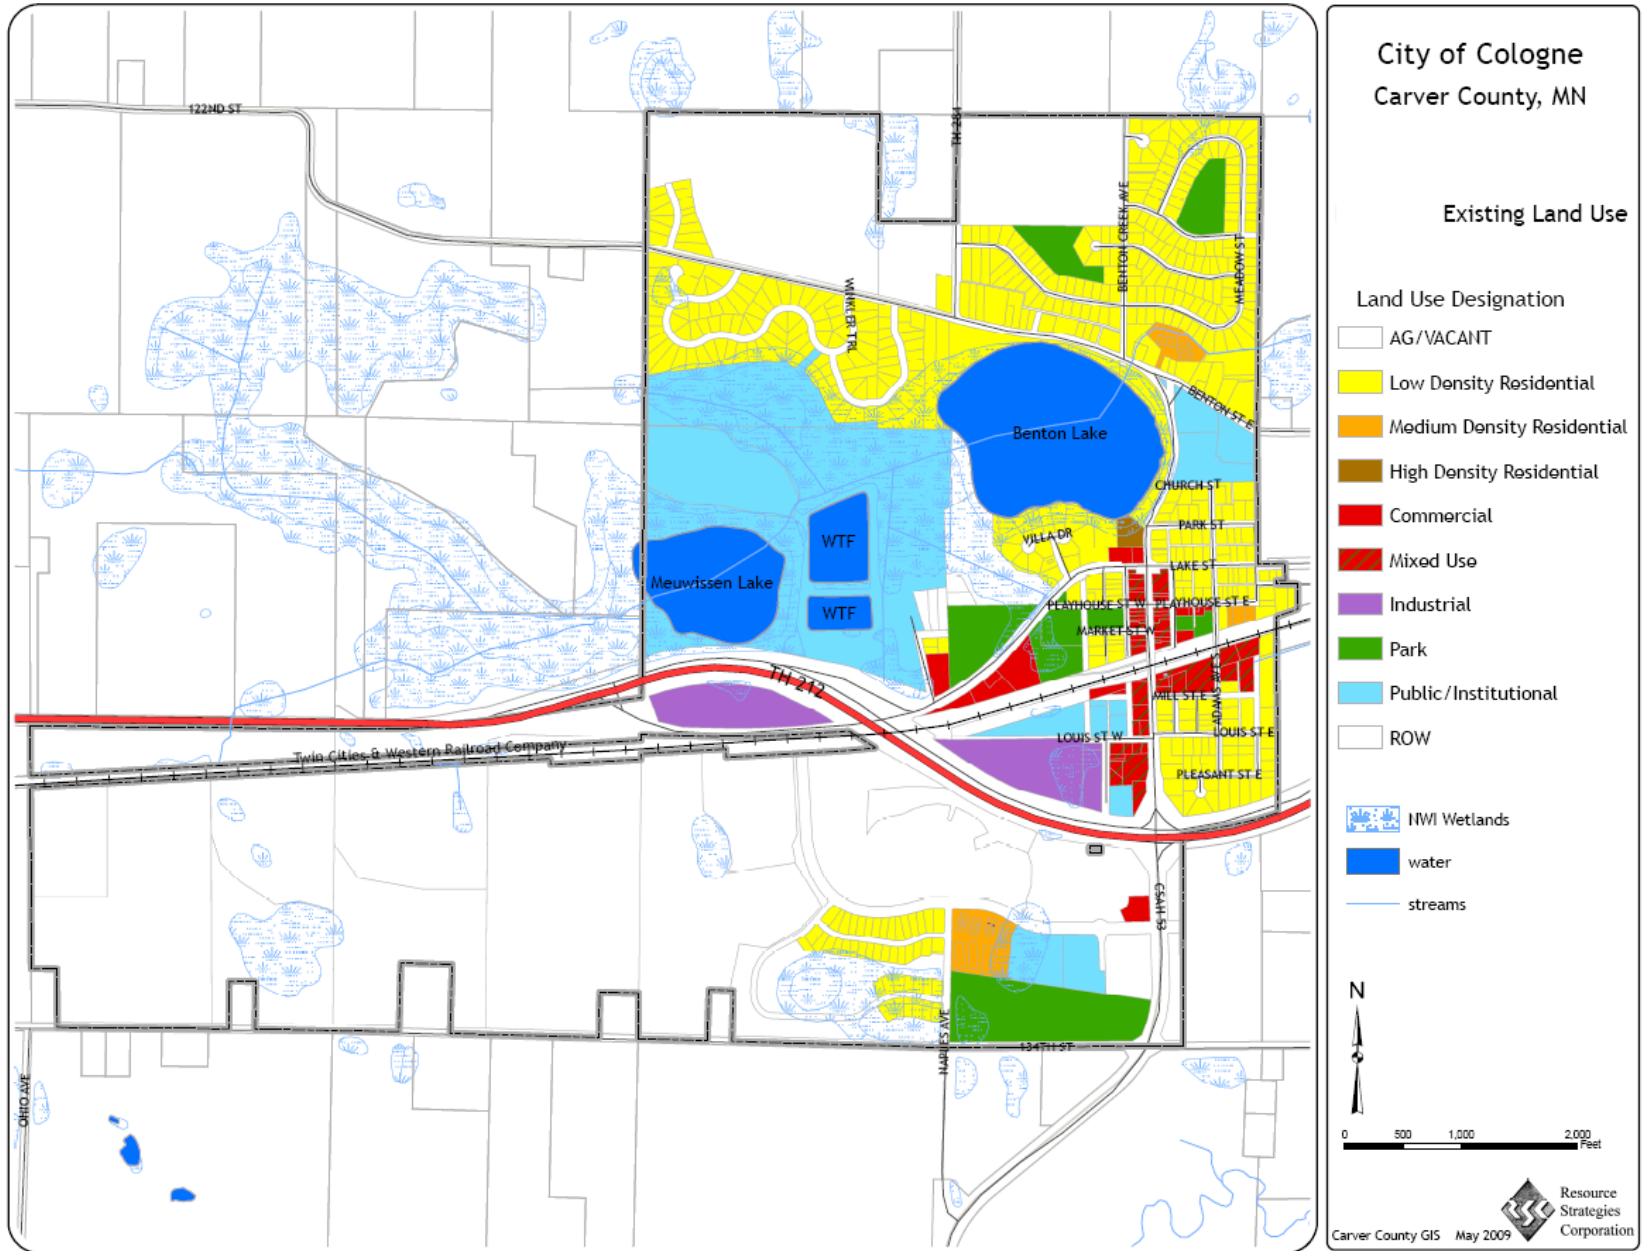 City of Cologne
Carver County, MN
Existing Land Use
Land Use Designation
AG/VACANT
Low Density Residential
Medium Density Residential
High Density Residential
Commercial
Mixed Use
Industrial
Park
Public/Institutional
ROW
NWI Wetlands
water
streams
N
0 500 1,000 2,000
Feet
Resource
Strategies
Corporation
Carver County GIS May 2009
122ND ST
TH 284
BENTON CREEK AVE
MEADOW ST
WINKLER TRL
BENTON ST E
Benton Lake
CHURCH ST
PARK ST
VILLA DR
LAKE ST
WTF
Meuwissen Lake
WTF
PLAYHOUSE ST W
PLAYHOUSE ST E
MARKET ST W
TH 212
MILL ST E
ADAMS AVE S
LOUIS ST W
LOUIS ST E
Twin Cities & Western Railroad Company
PLEASANT ST E
CSAH 53
NAPLES AVE
134TH ST
OHIO AVE